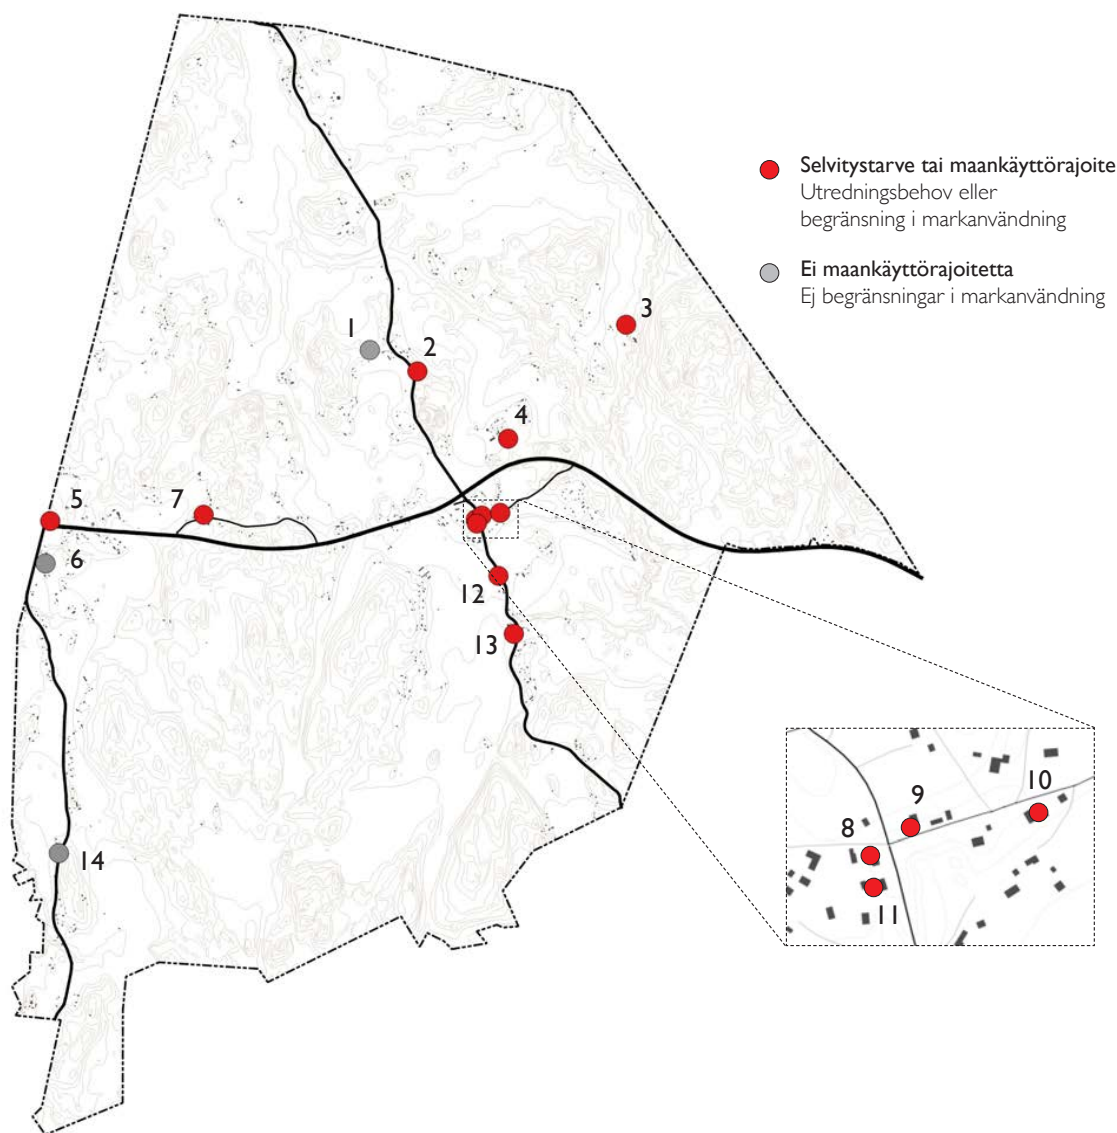 Selvitystarve tai maankäyttörajoite
Utredningsbehov eller
begränsning i markanvändning
Ei maankäyttörajoitetta
Ej begränsningar i markanvändning
1
2
3
4
5
6
7
12
13
14
8
9
10
11